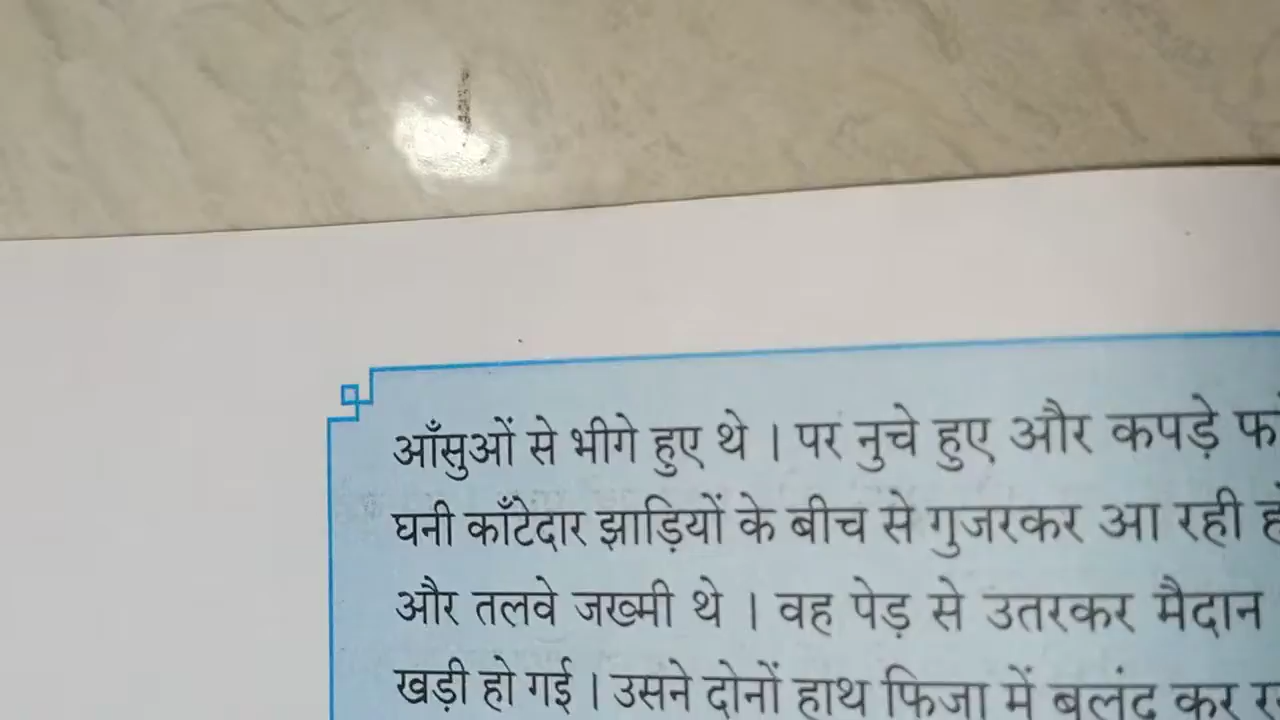 आँसुओं से भीगे हुए थे । पर नुचे हुए और कपड़े
घनी काँटेदार झाड़ियों के बीच से गुजरकर आ रही
और तलवे जख्मी थे । वह पेड़ से उतरकर मैदान
खड़ी हो गई । उसने दोनों हाथ फिजा में बलंद कर